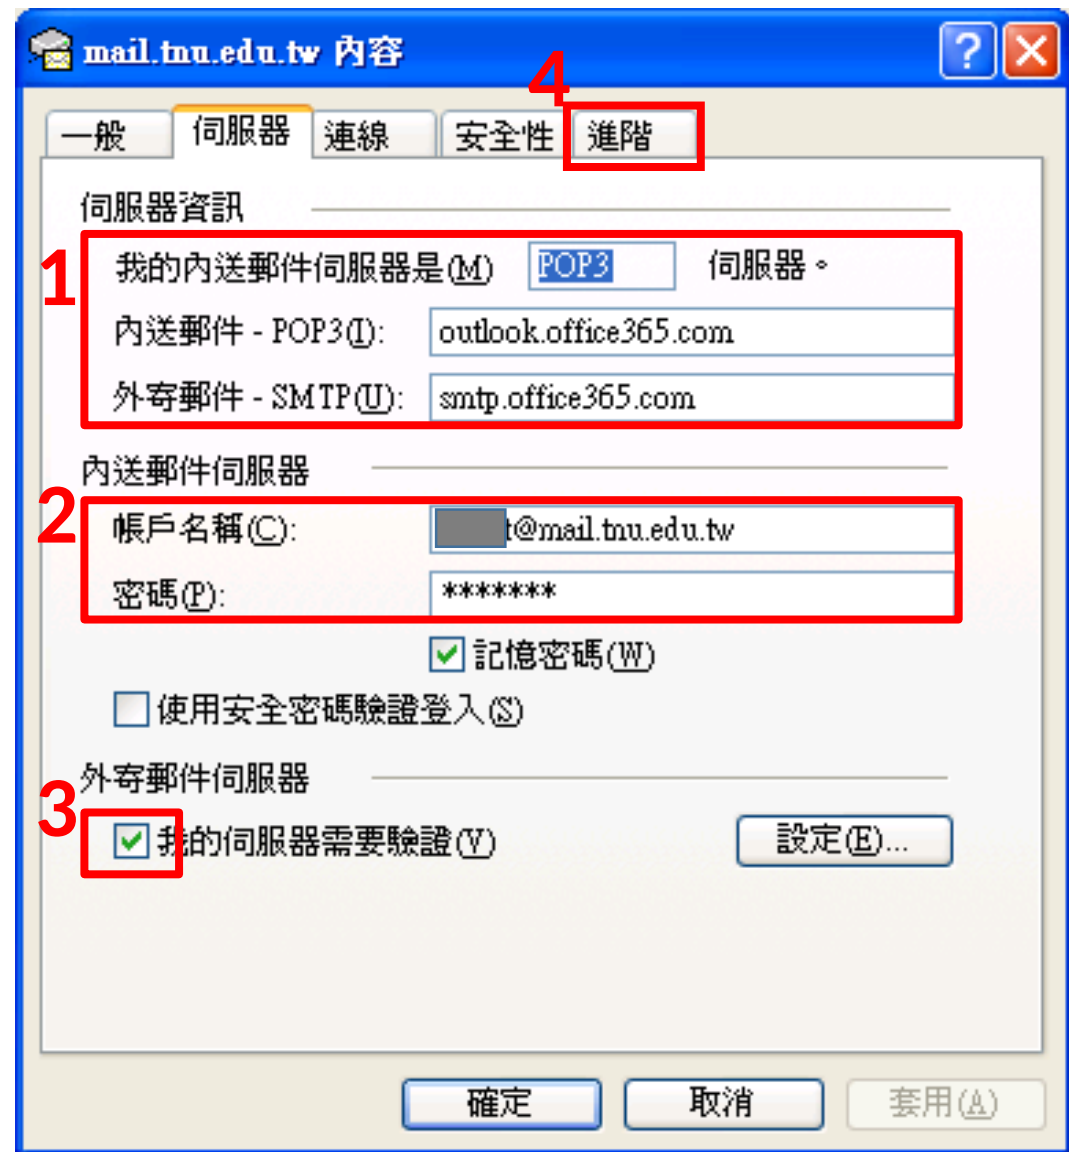 mail.tnu.edu.tw 內容
4
一般 伺服器 連線 安全性 進階
伺服器資訊
1
我的內送郵件伺服器是(M) POP3 伺服器。
內送郵件 - POP3(I): outlook.office365.com
外寄郵件 - SMTP(U): smtp.office365.com
內送郵件伺服器
2
帳戶名稱(C): t@mail.tnu.edu.tw
密碼(P): *******
記憶密碼(W)
使用安全密碼驗證登入(S)
外寄郵件伺服器
3
我的伺服器需要驗證(V) 設定(E)...
確定 取消 套用(A)